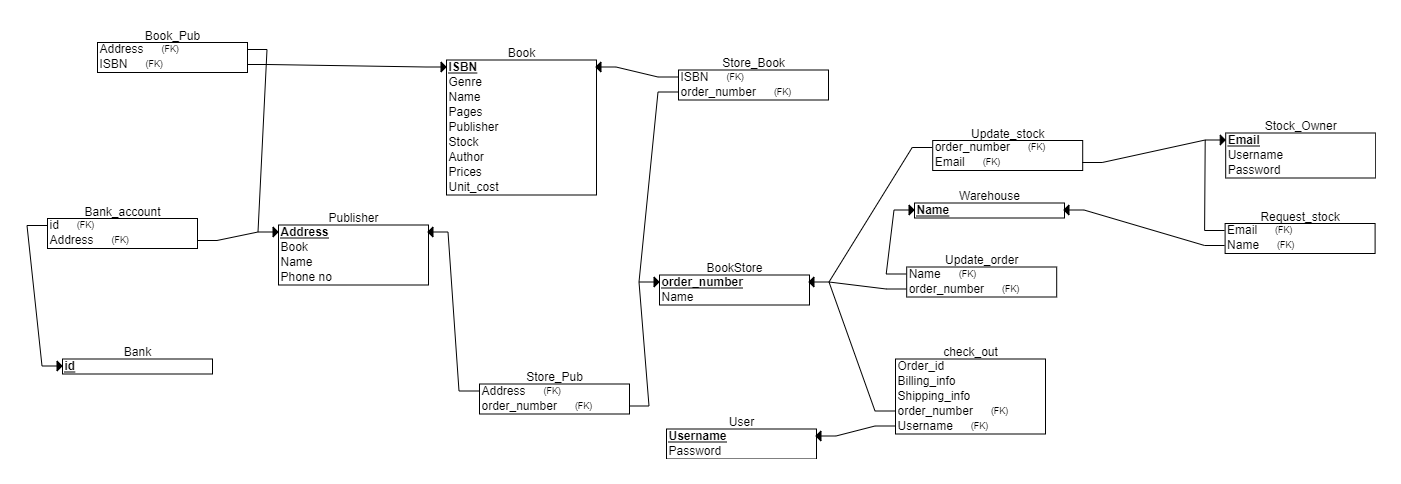 Book_Pub
Address (FK)
ISBN (FK)
Book
ISBN
Genre
Name
Pages
Publisher
Stock
Author
Prices
Unit_cost
Store_Book
ISBN (FK)
order_number (FK)
Update_stock
order_number (FK)
Email (FK)
Stock_Owner
Email
Username
Password
Bank_account
id (FK)
Address (FK)
Publisher
Address
Book
Name
Phone no
Warehouse
Name
Request_stock
Email (FK)
Name (FK)
BookStore
order_number
Name
Update_order
Name (FK)
order_number (FK)
Bank
id
Store_Pub
Address (FK)
order_number (FK)
check_out
Order_id
Billing_info
Shipping_info
order_number (FK)
Username (FK)
User
Username
Password